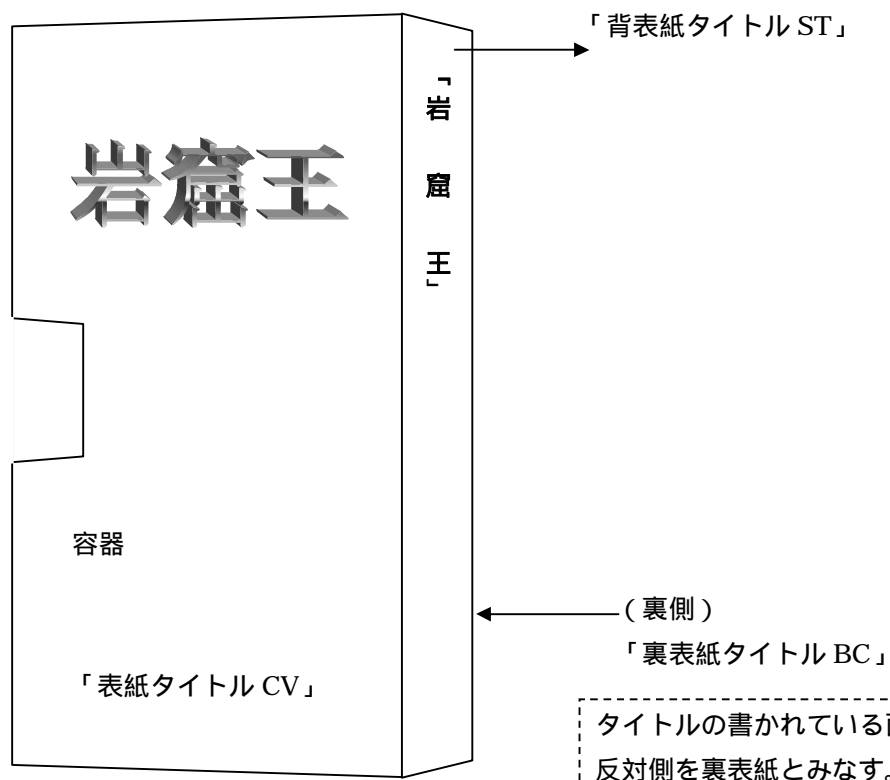 「背表紙タイトル ST」
「岩窟王」
岩窟王
容器
(裏側)
「裏表紙タイトル BC」
「表紙タイトル CV」
タイトルの書かれている
反対側を裏表紙とみなす。